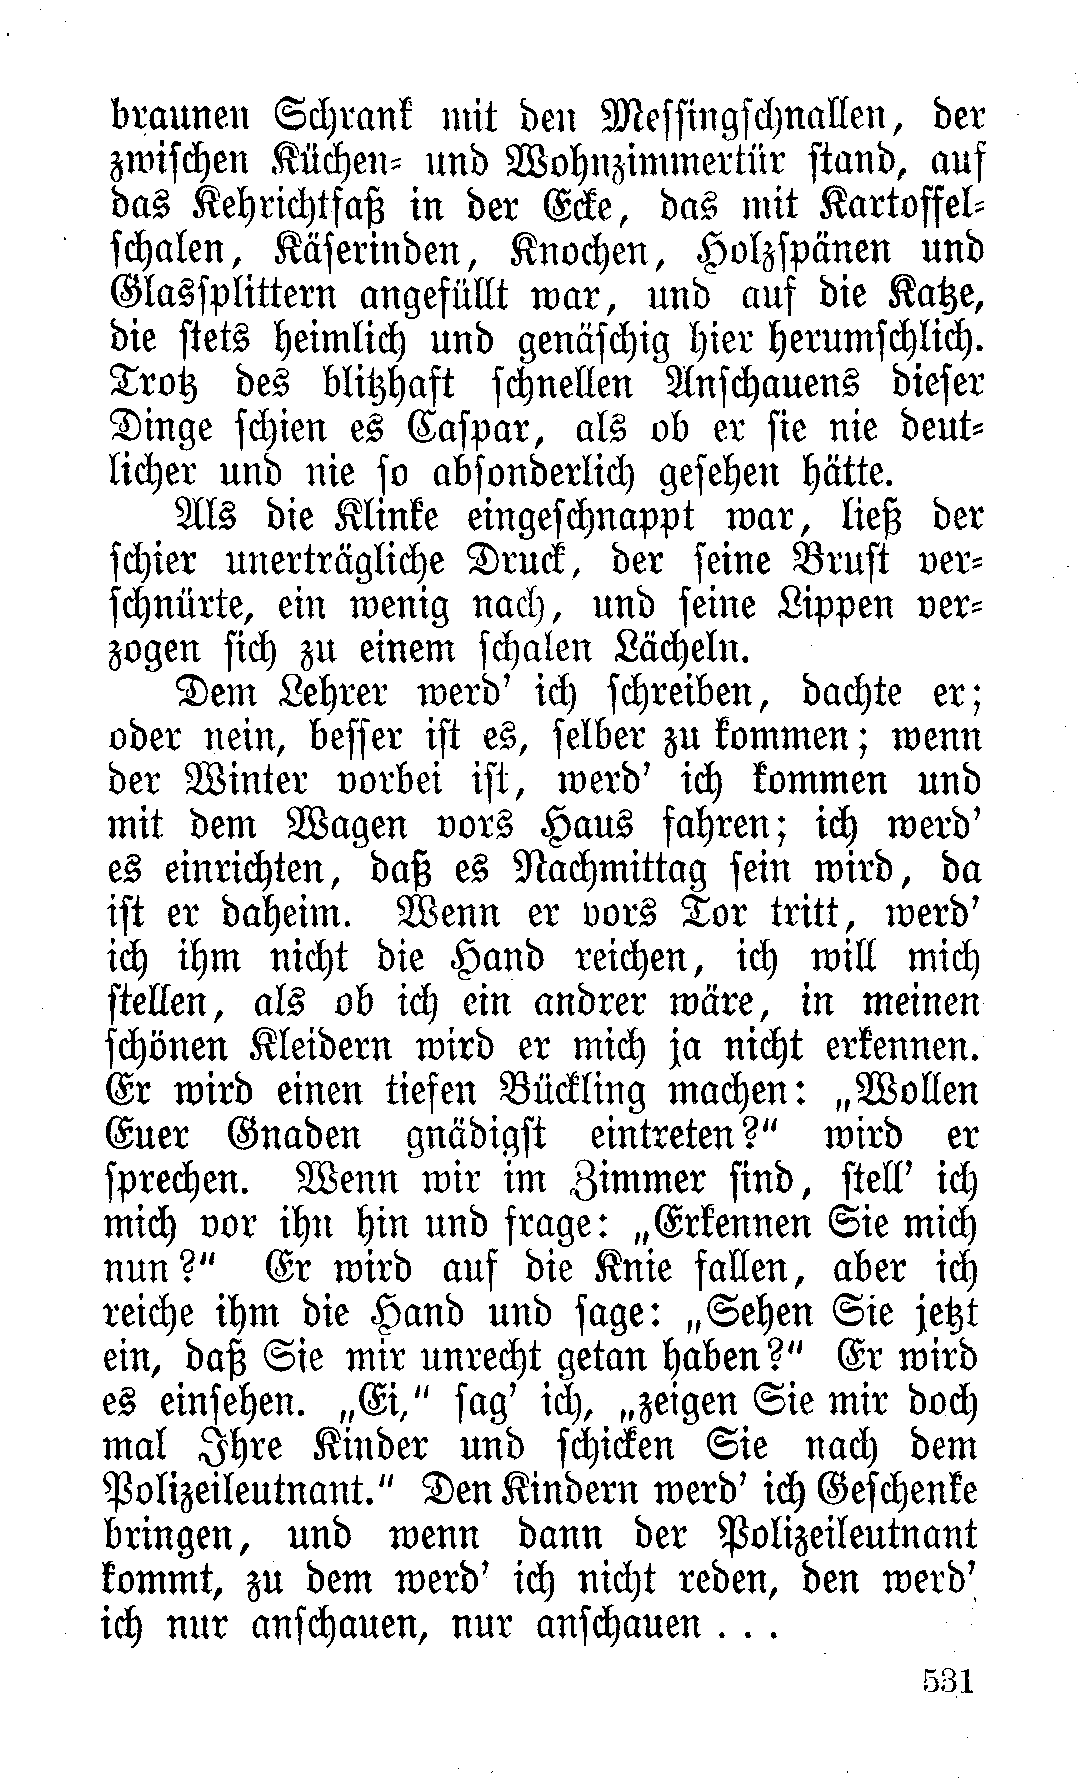 braunen Schrank mit den Messingschnallen, der
zwischen Küchen- und Wohnzimmertür stand, auf
das Kehrichtfaß in der Ecke, das mit Kartoffel-
schalen, Käserinden, Knochen, Holzspänen und
Glassplittern angefüllt war, und auf die Katze,
die stets heimlich und genäschig hier herumschlich.
Trotz des blitzhaft schnellen Anschauens dieser
Dinge schien es Caspar, als ob er sie nie deut-
licher und nie so absonderlich gesehen hätte.
Als die Klinke eingeschnappt war, ließ der
schier unerträgliche Druck, der seine Brust ver-
schnürte, ein wenig nach, und seine Lippen ver-
zogen sich zu einem schalen Lächeln.
Dem Lehrer werd' ich schreiben, dachte er;
oder nein, besser ist es, selber zu kommen; wenn
der Winter vorbei ist, werd' ich kommen und
mit dem Wagen vors Haus fahren; ich werd'
es einrichten, daß es Nachmittag sein wird, da
ist er daheim. Wenn er vors Tor tritt, werd'
ich ihm nicht die Hand reichen, ich will mich
stellen, als ob ich ein andrer wäre, in meinen
schönen Kleidern wird er mich ja nicht erkennen.
Er wird einen tiefen Bückling machen: „Wollen
Euer Gnaden gnädigst eintreten?“ wird er
sprechen. Wenn wir im Zimmer sind, stell' ich
mich vor ihn hin und frage: „Erkennen Sie mich
nun?“ Er wird auf die Knie fallen, aber ich
reiche ihm die Hand und sage: „Sehen Sie jetzt
ein, daß Sie mir unrecht getan haben?“ Er wird
es einsehen. „Ei,“ sag' ich, „zeigen Sie mir doch
mal Ihre Kinder und schicken Sie nach dem
Polizeileutnant.“ Den Kindern werd' ich Geschenke
bringen, und wenn dann der Polizeileutnant
kommt, zu dem werd' ich nicht reden, den werd'
ich nur anschauen, nur anschauen . . .
531